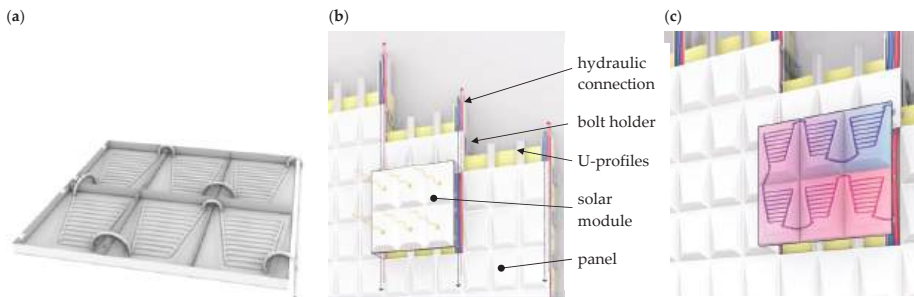 (a)
(b)
(c)
hydraulic
connection
bolt holder
U-profiles
solar
module
panel